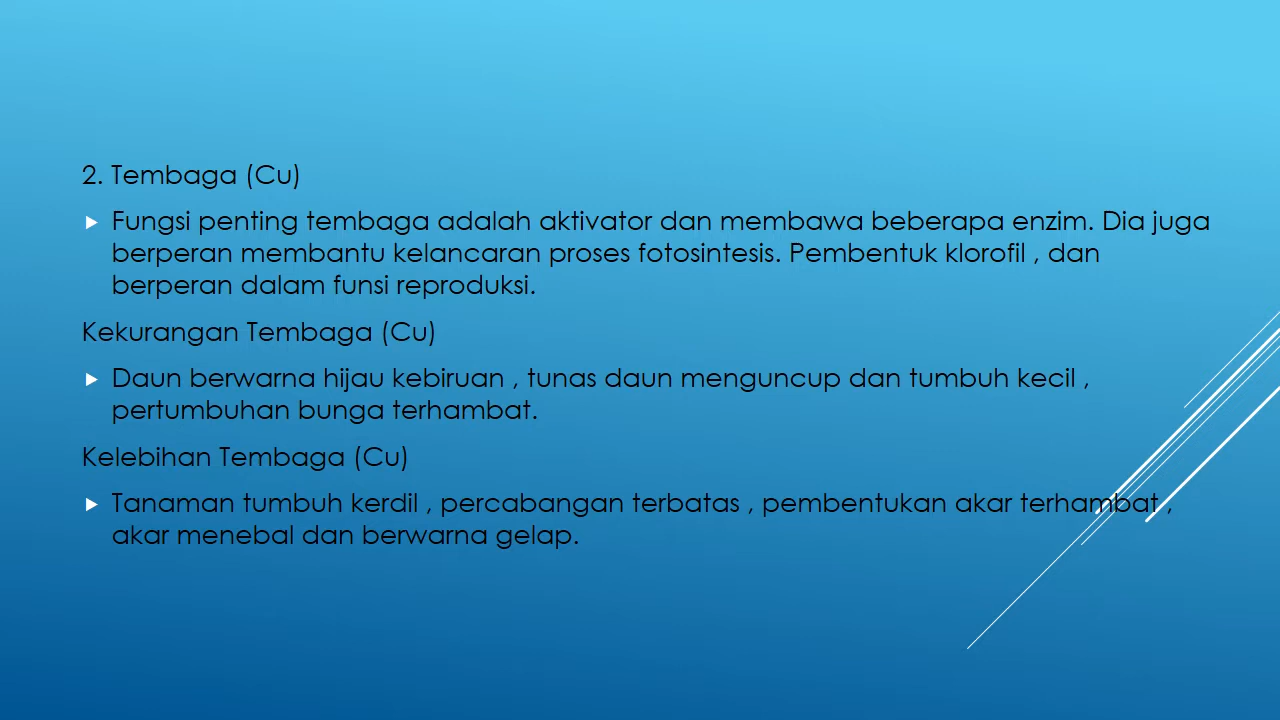 2. Tembaga (Cu)
Fungsi penting tembaga adalah aktivator dan membawa beberapa enzim. Dia juga
berperan membantu kelancaran proses fotosintesis. Pembentuk klorofil , dan
berperan dalam funsi reproduksi.
Kekurangan Tembaga (Cu)
Daun berwarna hijau kebiruan , tunas daun menguncup dan tumbuh kecil ,
pertumbuhan bunga terhambat.
Kelebihan Tembaga (Cu)
Tanaman tumbuh kerdil , percabangan terbatas , pembentukan akar terhambat ,
akar menebal dan berwarna gelap.